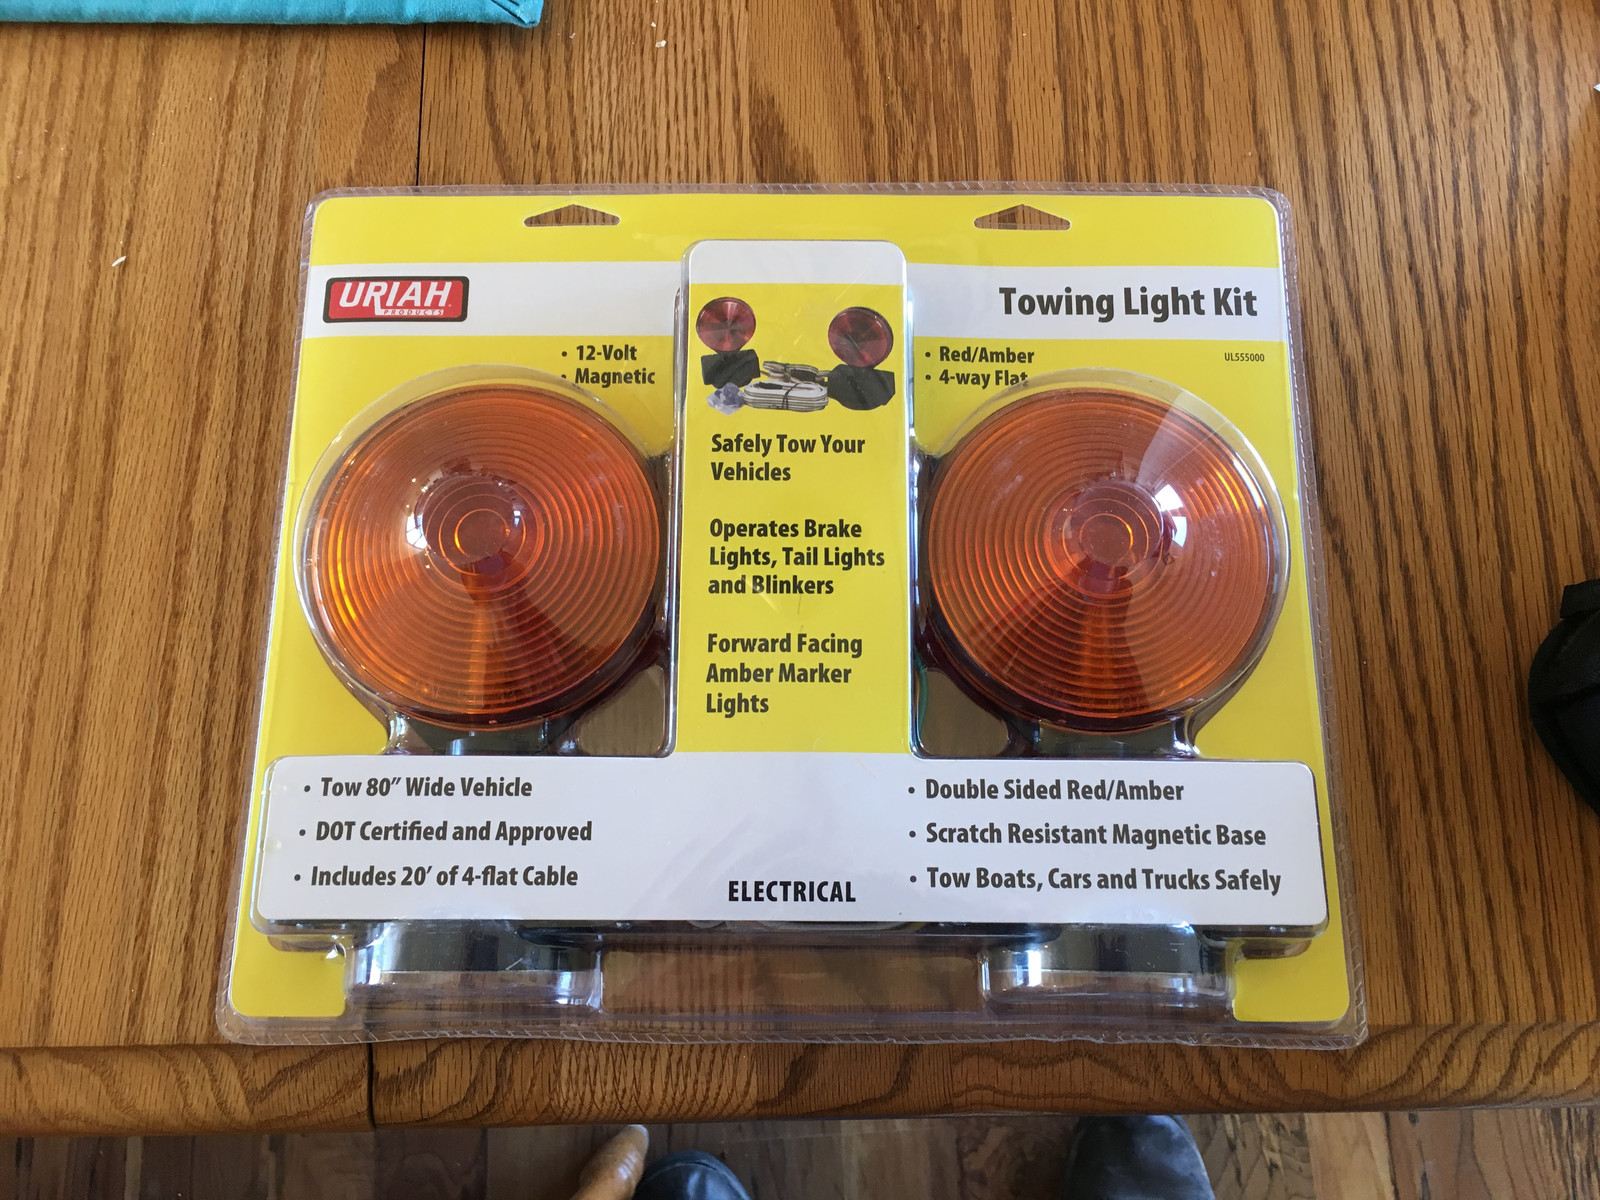 URIAH
PRODUCTS
Towing Light Kit
• 12-Volt
• Magnetic
• Red/Amber
• 4-way Flat
UL555000
Safely Tow Your
Vehicles
Operates Brake
Lights, Tail Lights
and Blinkers
Forward Facing
Amber Marker
Lights
• Tow 80” Wide Vehicle
• DOT Certified and Approved
• Includes 20’ of 4-flat Cable
ELECTRICAL
• Double Sided Red/Amber
• Scratch Resistant Magnetic Base
• Tow Boats, Cars and Trucks Safely